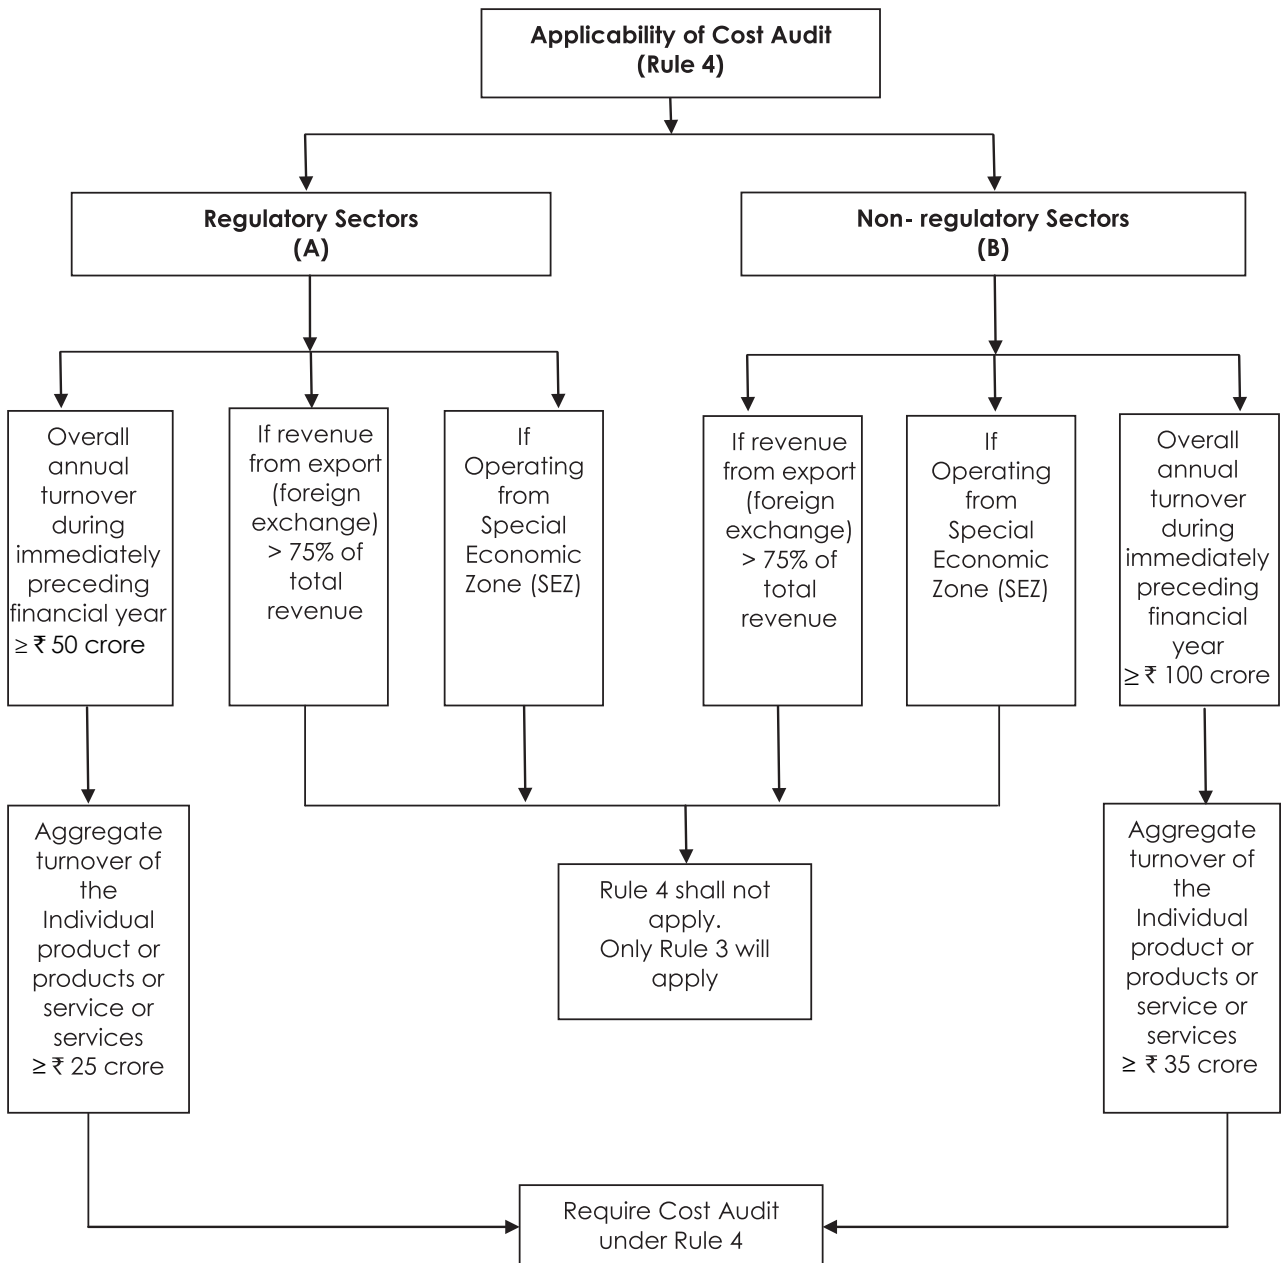 Applicability of Cost Audit
(Rule 4)
Regulatory Sectors
(A)
Non- regulatory Sectors
(B)
Overall
annual
turnover
during
immediately
preceding
financial year
≥ ₹ 50 crore
If revenue
from export
(foreign
exchange)
> 75% of
total
revenue
If
Operating
from
Special
Economic
Zone (SEZ)
If revenue
from export
(foreign
exchange)
> 75% of
total
revenue
If
Operating
from
Special
Economic
Zone (SEZ)
Overall
annual
turnover
during
immediately
preceding
financial
year
≥ ₹ 100 crore
Aggregate
turnover of
the
Individual
product or
products or
service or
services
≥ ₹ 25 crore
Rule 4 shall not
apply.
Only Rule 3 will
apply
Aggregate
turnover of
the
Individual
product or
products or
service or
services
≥ ₹ 35 crore
Require Cost Audit
under Rule 4